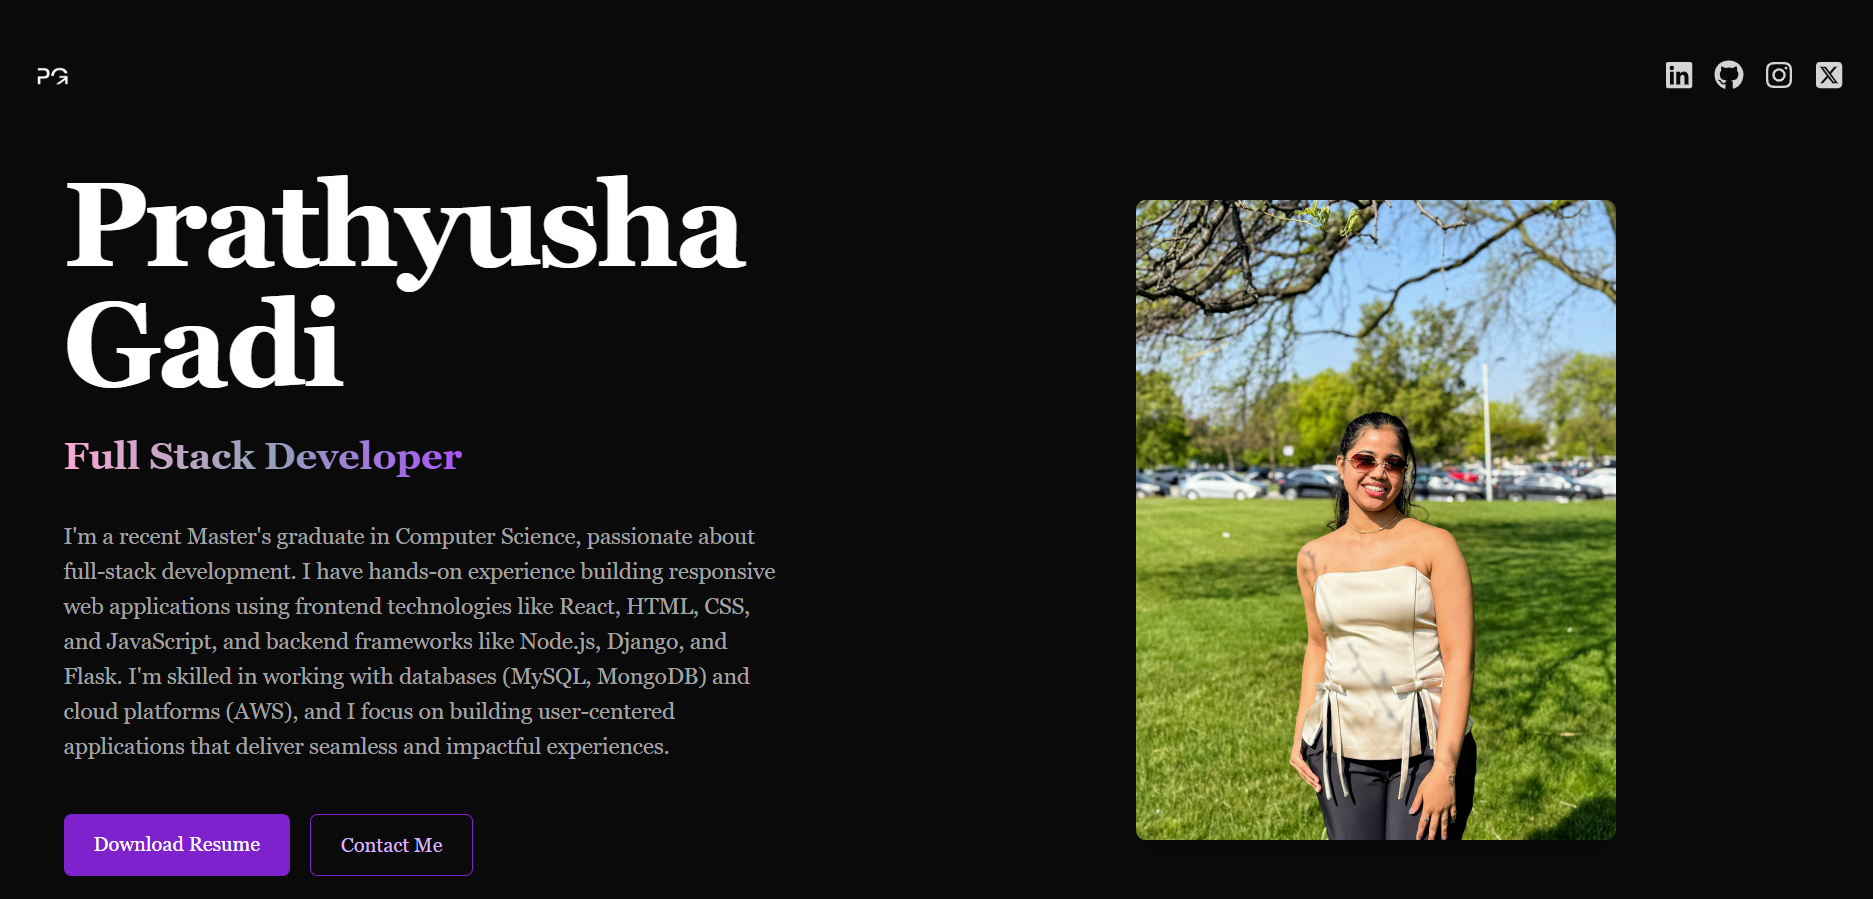 PG
Prathyusha
Gadi
Full Stack Developer
I'm a recent Master's graduate in Computer Science, passionate about
full-stack development. I have hands-on experience building responsive
web applications using frontend technologies like React, HTML, CSS,
and JavaScript, and backend frameworks like Node.js, Django, and
Flask. I'm skilled in working with databases (MySQL, MongoDB) and
cloud platforms (AWS), and I focus on building user-centered
applications that deliver seamless and impactful experiences.
Download Resume
Contact Me